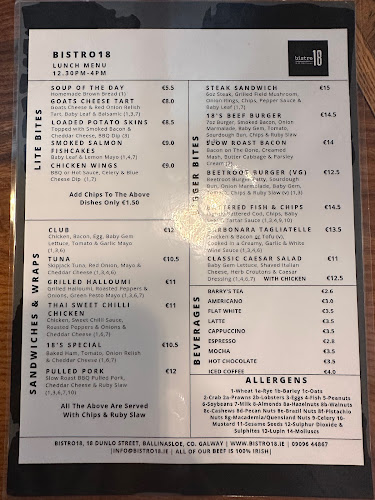 BISTRO18
LUNCH MENU
12.30PM-4PM
bistro
18
LITE BITES
SOUP OF THE DAY €5.5
Homemade Brown Bread (1)
GOATS CHEESE TART €8.0
Goats Cheese & Red Onion Relish
Tart, Baby Leaf & Balsamic (1,3,7)
LOADED POTATO SKINS €8.5
Topped with Smoked Bacon &
Cheddar Cheese, BBQ Dip (3)
SMOKED SALMON €9.0
FISHCAKES
Baby Leaf & Lemon Mayo (1,4,7)
CHICKEN WINGS €9.0
BBQ or Hot Sauce, Celery & Blue
Cheese Dip (1,7)
Add Chips To The Above
Dishes Only €1.50
SANDWICHES & WRAPS
CLUB
Chicken, Bacon, Egg, Baby Gem
Lettuce, Tomato & Garlic Mayo
(1,3,6)
TUNA €10.5
Skipjack Tuna, Red Onion, Mayo &
Cheddar Cheese (1,3,4,6)
GRILLED HALLOUMI €11
Grilled Halloumi, Roasted Peppers &
Onions, Green Pesto Mayo (1,3,6,7)
THAI SWEET CHILLI €11
CHICKEN
Chicken, Sweet Chilli Sauce,
Roasted Peppers & Onions &
Cheddar Cheese (1,6,7)
18'S SPECIAL €10.5
Baked Ham, Tomato, Onion Relish
& Cheddar Cheese (1,6,7)
PULLED PORK €12
Slow Roast BBQ Pulled Pork,
Cheddar Cheese & Ruby Slaw
(1,3,6,7,10)
All The Above Are Served
With Chips & Ruby Slaw
BITES
STEAK SANDWICH €15
6oz Steak, Grilled Field Mushroom,
Onion Rings, Chips, Pepper Sauce &
Baby Leaf (1,7)
18'S BEEF BURGER €14.5
7oz Burger, Smoked Bacon, Onion
Marmalade, Baby Gem, Tomato,
Sourdough Bun, Chips & Ruby Slaw
SLOW ROAST BACON €14
Bacon on The Bone, Creamed
Mash, Butter Cabbage & Parsley
Cream
BEETROOT BURGER (VG) €12.5
Beetroot Burger Patty, Sourdough
Bun, Onion Marmalade, Baby Gem,
Chips & Ruby Slaw (1,3,6,9)
BATTERED FISH & CHIPS €14.5
Battered Cod, Chips, Baby
Tartar Sauce (1,3,4,9,10)
CARBONARA TAGLIATELLE €13.5
Chicken & Bacon Tofu (v),
Cooked in a Creamy, Garlic & White
Wine Sauce (1,3,4,6)
CLASSIC CAESAR SALAD €11
Baby Gem Lettuce, Shaved Italian
Cheese, Herb Croutons & Caesar
Dressing (1,4,6,7) WITH CHICKEN €12.5
BEVERAGES
BARRY'S TEA €2.6
AMERICANO €3.0
FLAT WHITE €3.5
LATTE €3.5
CAPPUCCINO €3.5
ESPRESSO €2.8
MOCHA €3.5
HOT CHOCOLATE €3.5
ICED COFFEE €4.0
ALLERGENS
1-Wheat 1a-Rye 1b-Barley 1c-Oats
2-Crab 2a-Prawns 2b-Lobsters 3-Eggs 4-Fish 5-Peanuts
6-Soybeans 7-Milk 8-Almonds 8a-Hazelnuts 8b-Walnuts
8c-Cashews 8d-Pecan Nuts 8e-Brazil Nuts 8f-Pistachio
Nuts 8g-Macademia/Quensland Nuts 9-Celery 10-
Mustard 11-Sesame Seeds 12-Sulphur Dioxide &
Sulphites 13-Lupin 14-Molluscs
BISTRO18, 18 DUNLO STREET, BALLINASLOE, CO. GALWAY | WWW.BISTRO18.IE | 09096 44867
|INFO@BISTRO18.IE | ALL OF OUR BEEF IS 100% IRISH|